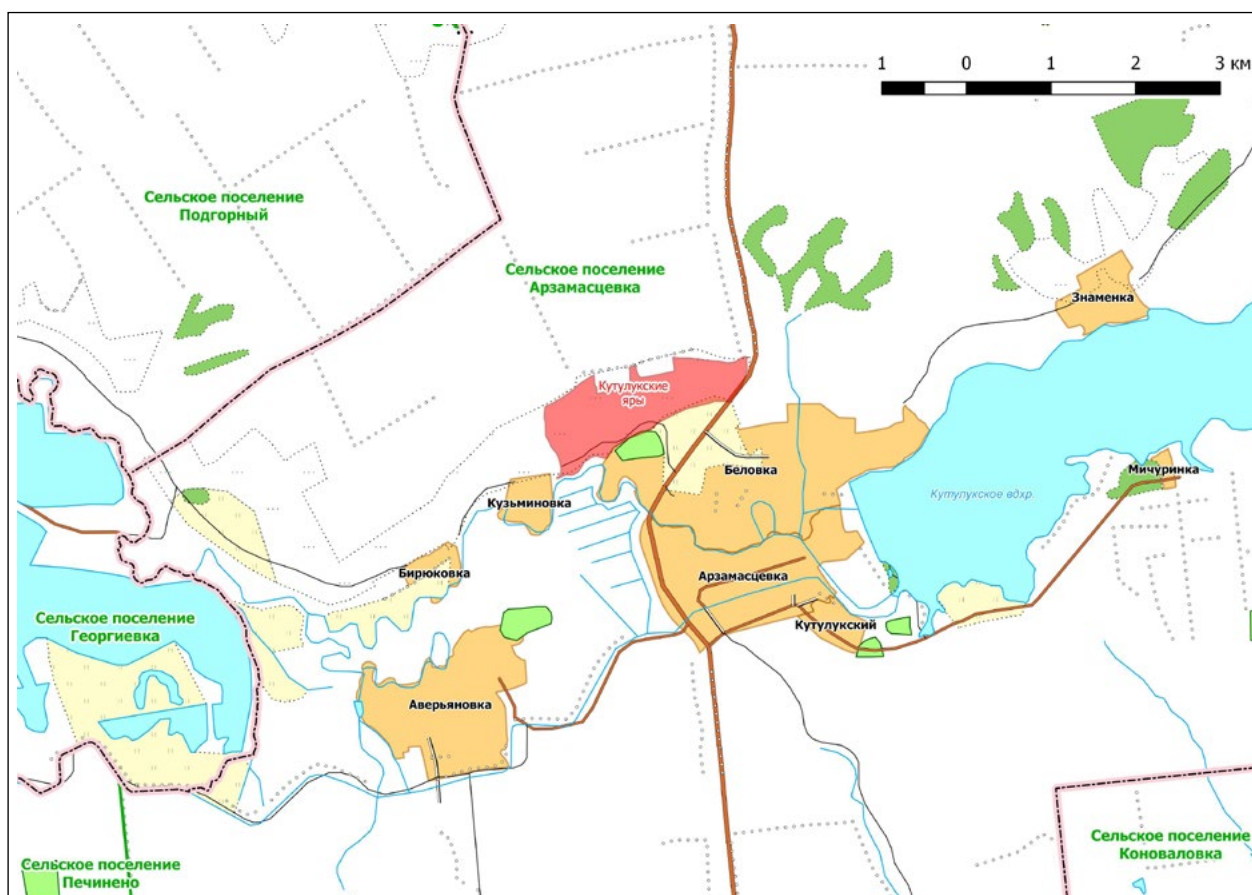 1 0 1 2 3 км
Сельское поселение
Подгорный
Сельское поселение
Арзамасцевка
Знаменка
Кутулукские
яры
Беловка
Мичуринка
Кутулукское вдхр.
Кузьминовка
Бирюковка
Арзамасцевка
Сельское поселение
Георгиевка
Кутулукский
Аверьяновка
Сельское поселение
Печинено
Сельское поселение
Коноваловка